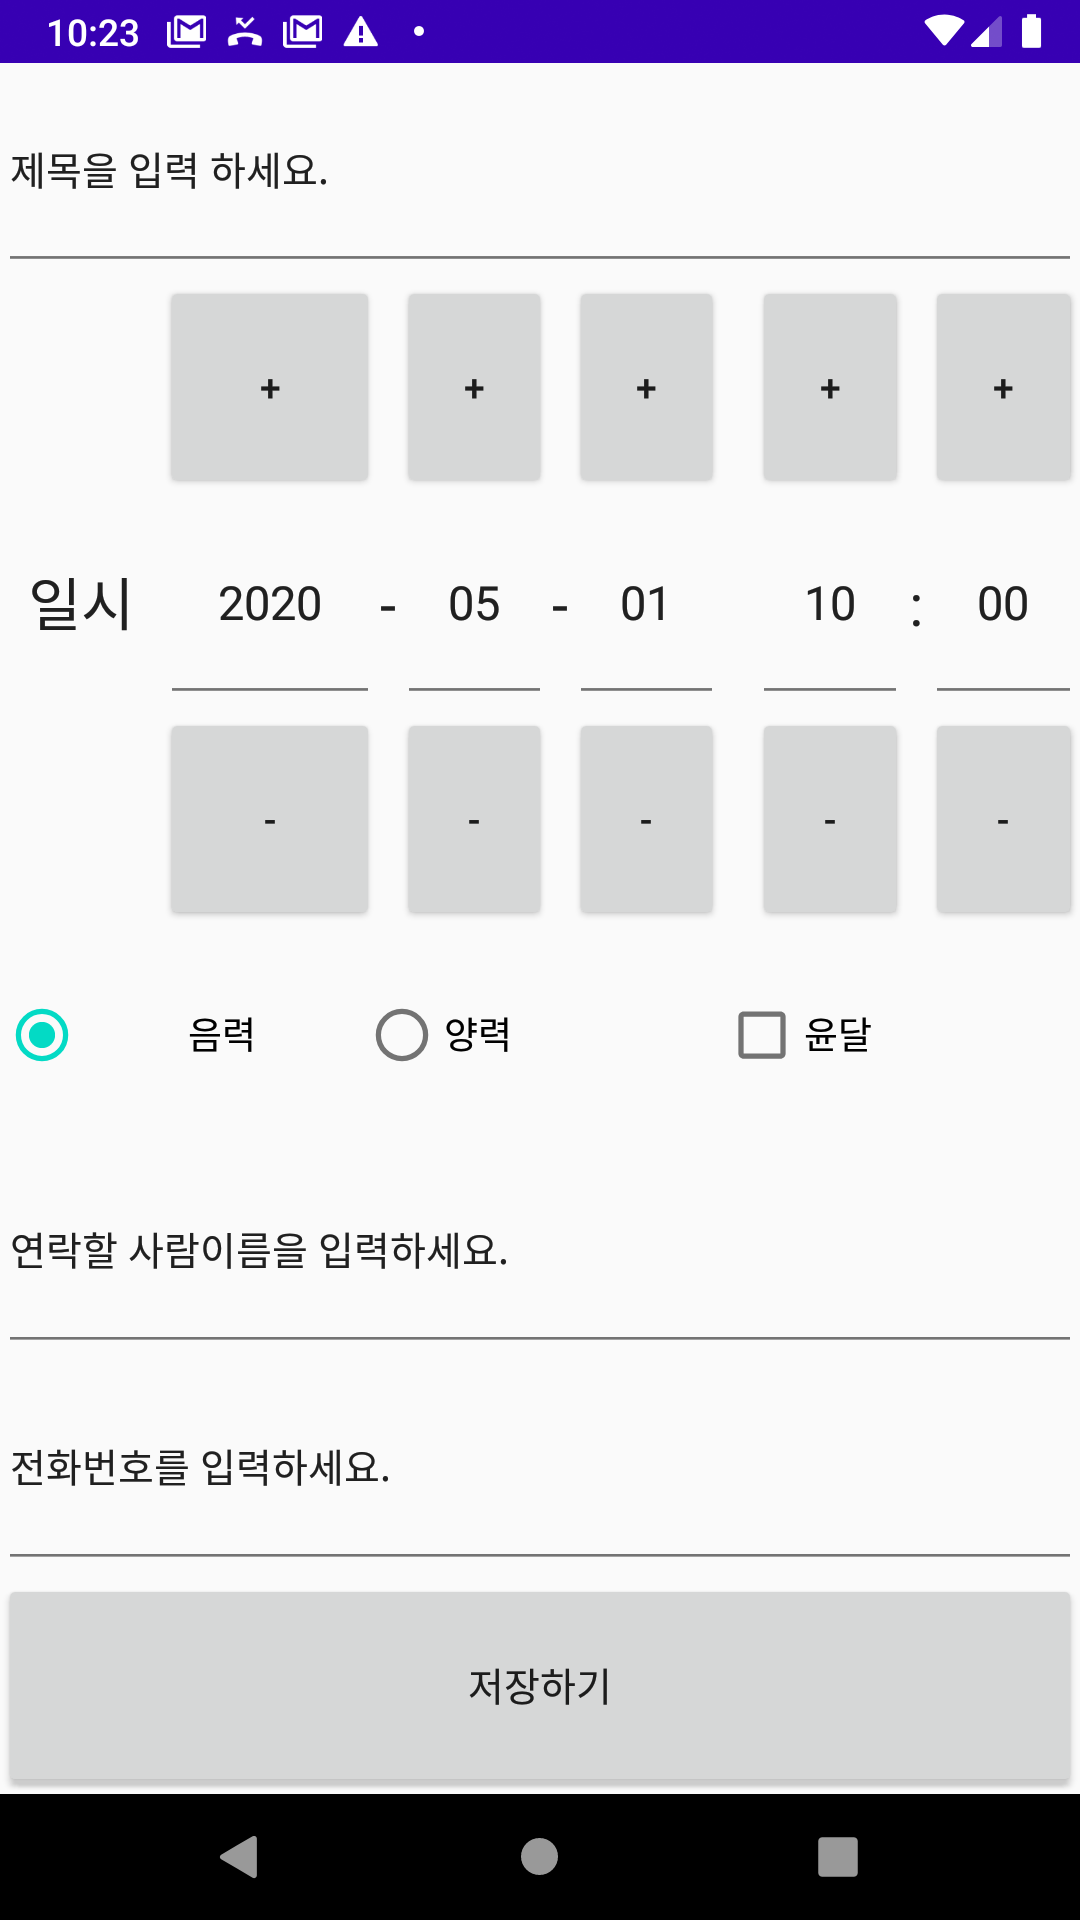 10:23
제목을 입력 하세요.
+ + + + +
일시 2020 - 05 - 01 10 : 00
- - - - -
음력 양력 윤달
연락할 사람이름을 입력하세요.
전화번호를 입력하세요.
저장하기